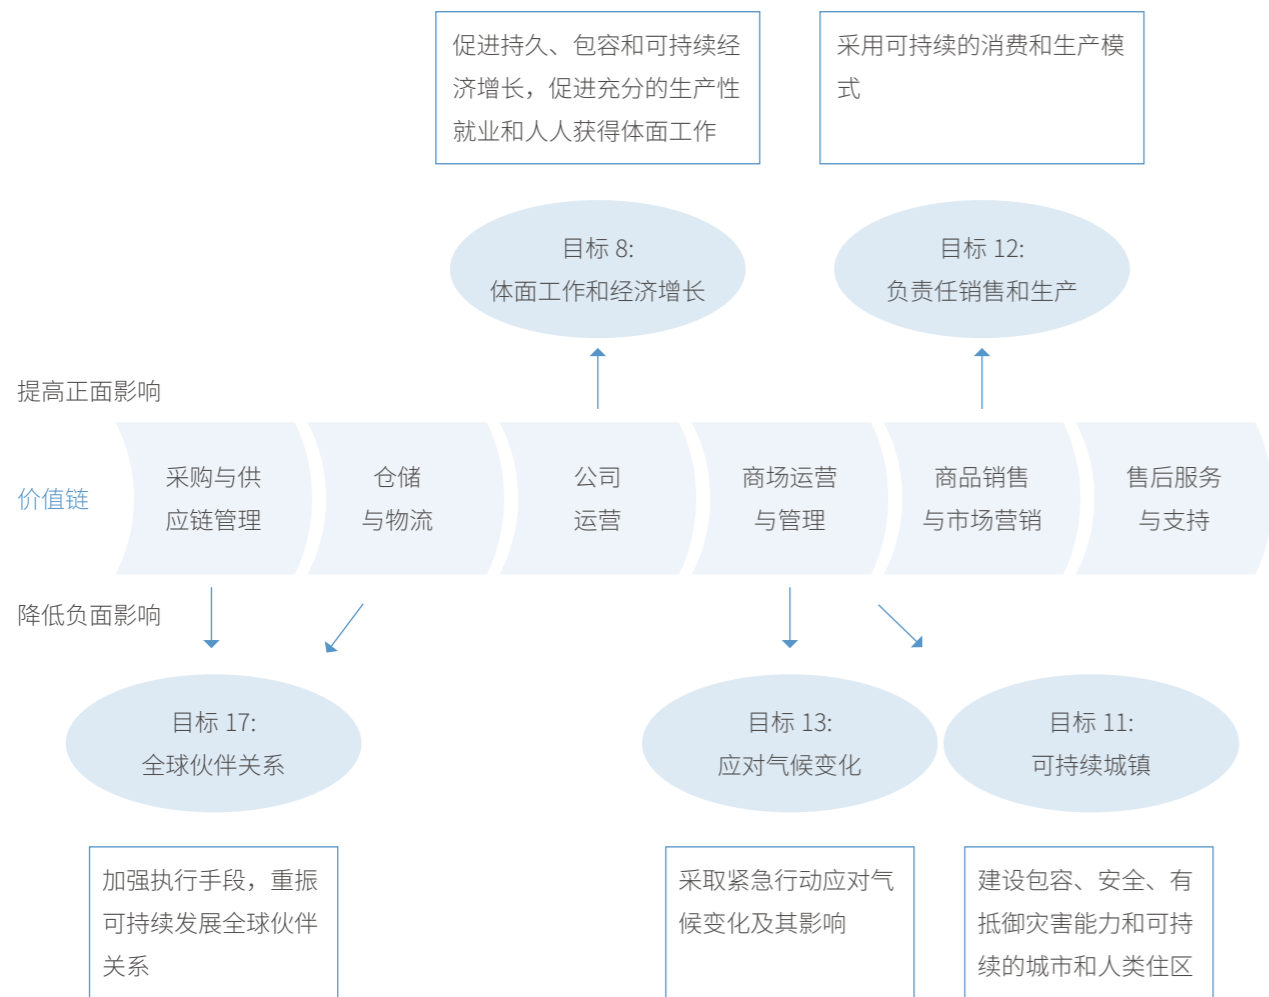 促进持久、包容和可持续经
济增长，促进充分的生产性
就业和人人获得体面工作
采用可持续的消费和生产模
式
目标 8:
体面工作和经济增长
目标 12:
负责任销售和生产
提高正面影响
价值链
采购与供
应链管理
仓储
与物流
公司
运营
商场运营
与管理
商品销售
与市场营销
售后服务
与支持
降低负面影响
目标 17:
全球伙伴关系
目标 13:
应对气候变化
目标 11:
可持续城镇
加强执行手段，重振
可持续发展全球伙伴
关系
采取紧急行动应对气
候变化及其影响
建设包容、安全、有
抵御灾害能力和可持
续的城市和人类住区